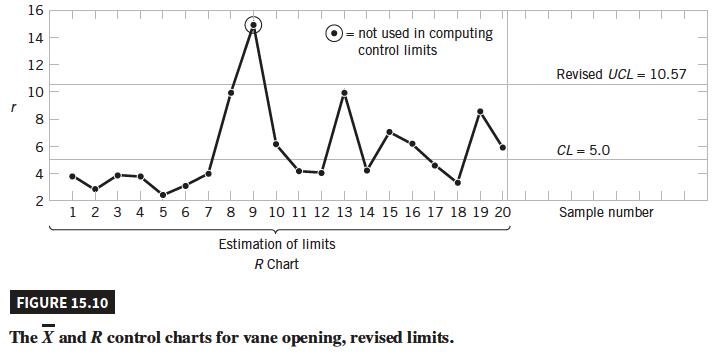 16
14
12
10
8
6
4
2
r
= not used in computing
control limits
Revised UCL = 10.57
CL = 5.0
1 2 3 4 5 6 7 8 9 10 11 12 13 14 15 16 17 18 19 20
Sample number
Estimation of limits
R Chart
FIGURE 15.10
The X̿ and R control charts for vane opening, revised limits.